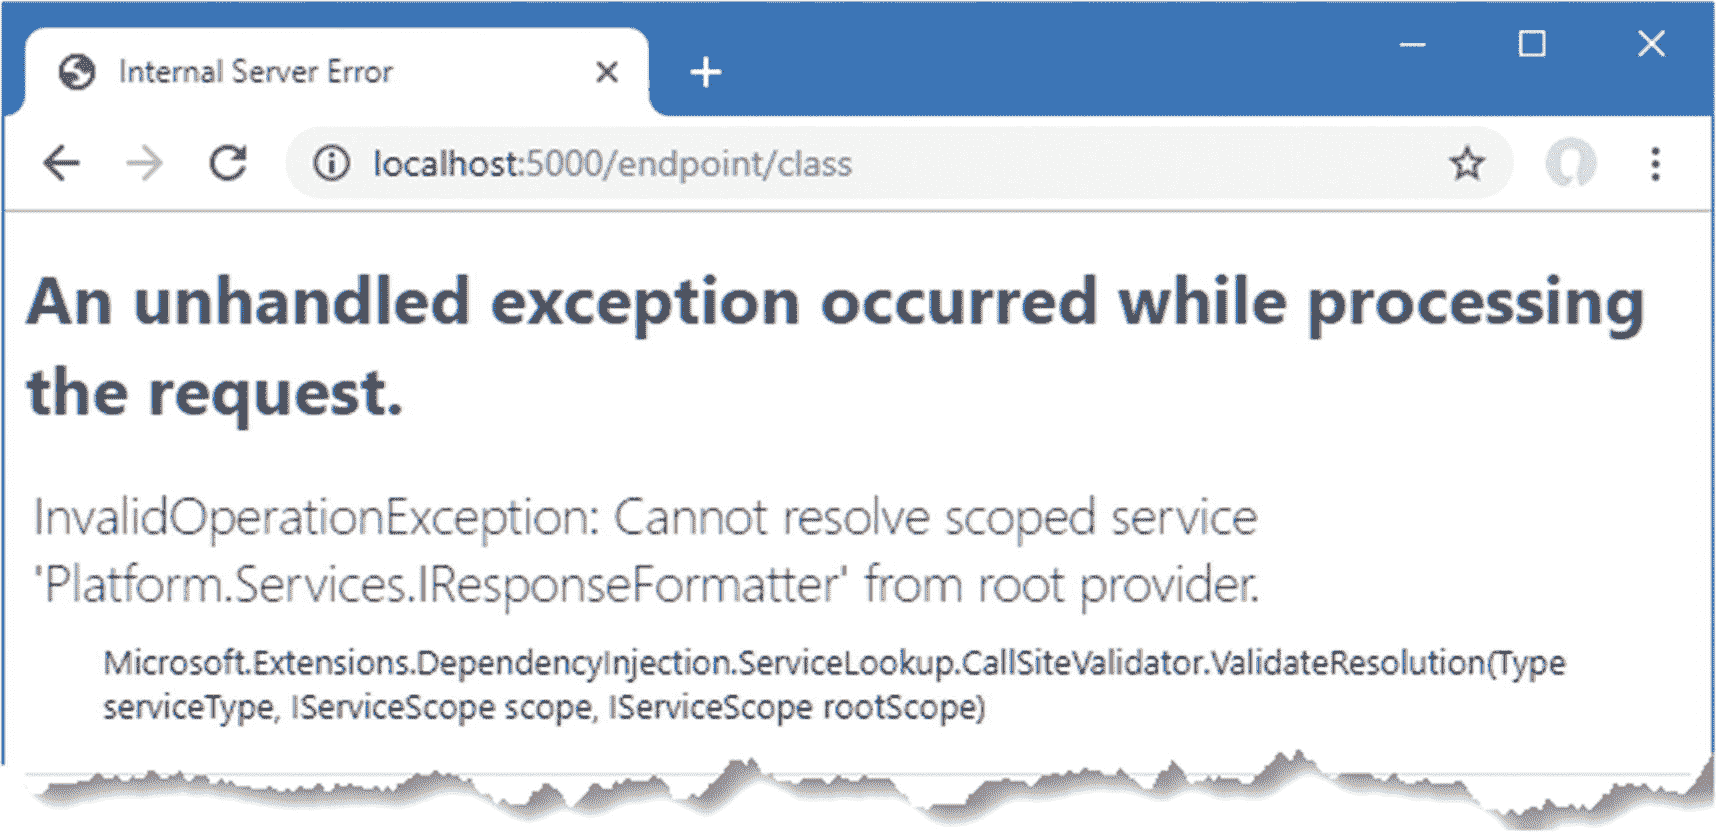 Internal Server Error
localhost:5000/endpoint/class
An unhandled exception occurred while processing
the request.
InvalidOperationException: Cannot resolve scoped service
'Platform.Services.IResponseFormatter' from root provider.
Microsoft.Extensions.DependencyInjection.ServiceLookup.CallSiteValidator.ValidateResolution(Type
serviceType, IServiceScope scope, IServiceScope rootScope)